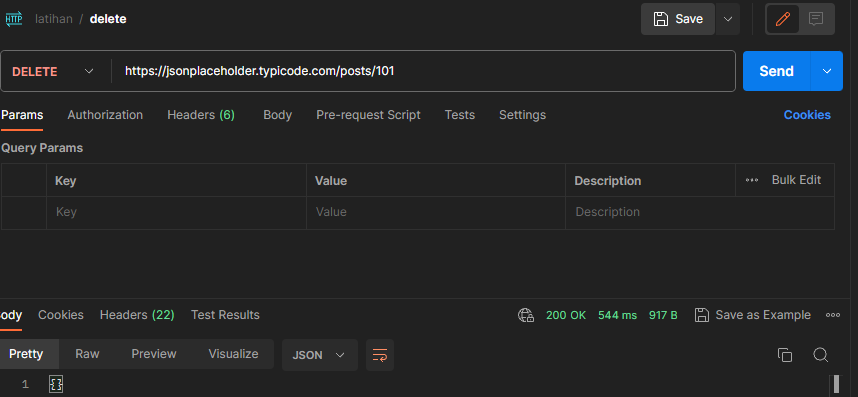 HTTP latihan / delete Save
DELETE https://jsonplaceholder.typicode.com/posts/101 Send
Params Authorization Headers (6) Body Pre-request Script Tests Settings Cookies
Query Params
Key Value Description ••• Bulk Edit
Key Value Description
ody Cookies Headers (22) Test Results 200 OK 544 ms 917 B Save as Example
Pretty Raw Preview Visualize JSON
1 {}